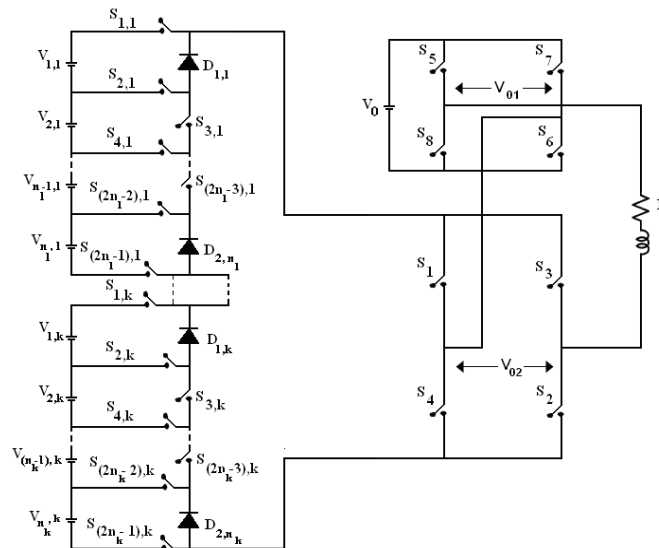 S1,1
V1,1
D1,1
S2,1
V2,1
S3,1
S4,1
Vn1-1,1
S(2n1-2),1
S(2n1-3),1
Vn1,1
S(2n1-1),1
D2,n1
S1,k
V1,k
D1,k
S2,k
V2,k
S3,k
S4,k
V(nk-1),k
S(2nk-2),k
S(2nk-3),k
Vnk,k
S(2nk-1),k
D2,nk
S5
S7
V01
V0
S8
S6
S1
S3
V02
S4
S2